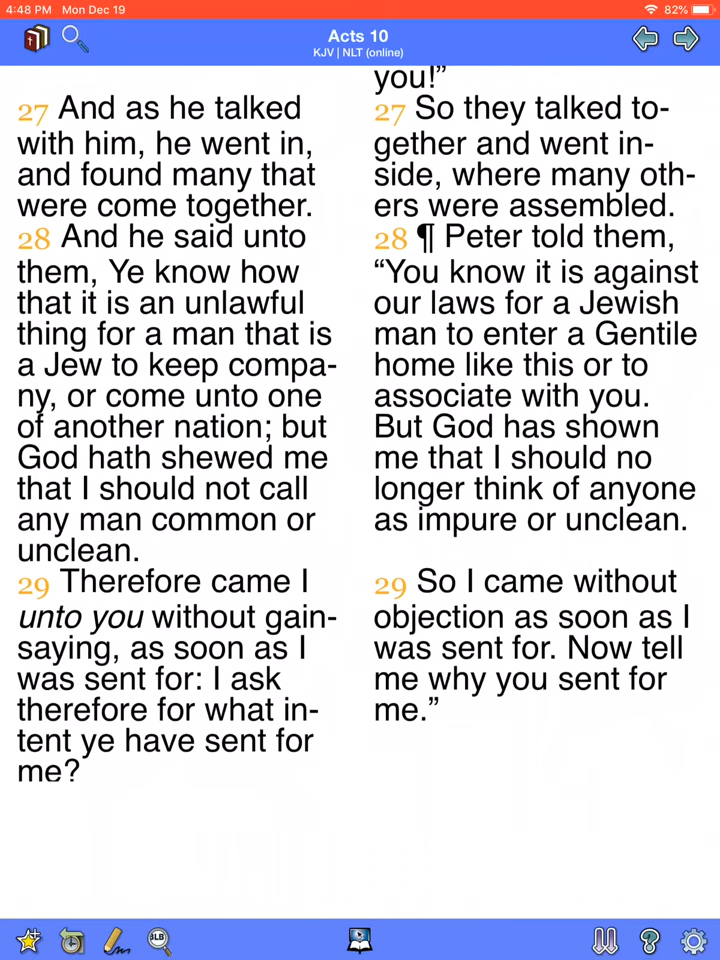 4:48 PM Mon Dec 19
82%
Acts 10
KJV | NLT (online)
27 And as he talked
with him, he went in,
and found many that
were come together.
28 And he said unto
them, Ye know how
that it is an unlawful
thing for a man that is
a Jew to keep compa-
ny, or come unto one
of another nation; but
God hath shewed me
that I should not call
any man common or
unclean.
29 Therefore came I
unto you without gain-
saying, as soon as I
was sent for: I ask
therefore for what in-
tent ye have sent for
me?
you!”
27 So they talked to-
gether and went in-
side, where many oth-
ers were assembled.
28 ¶ Peter told them,
“You know it is against
our laws for a Jewish
man to enter a Gentile
home like this or to
associate with you.
But God has shown
me that I should no
longer think of anyone
as impure or unclean.
29 So I came without
objection as soon as I
was sent for. Now tell
me why you sent for
me.”
BLB
?